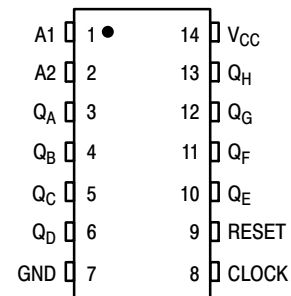 A1 1 14 VCC
A2 2 13 QH
QA 3 12 QG
QB 4 11 QF
QC 5 10 QE
QD 6 9 RESET
GND 7 8 CLOCK